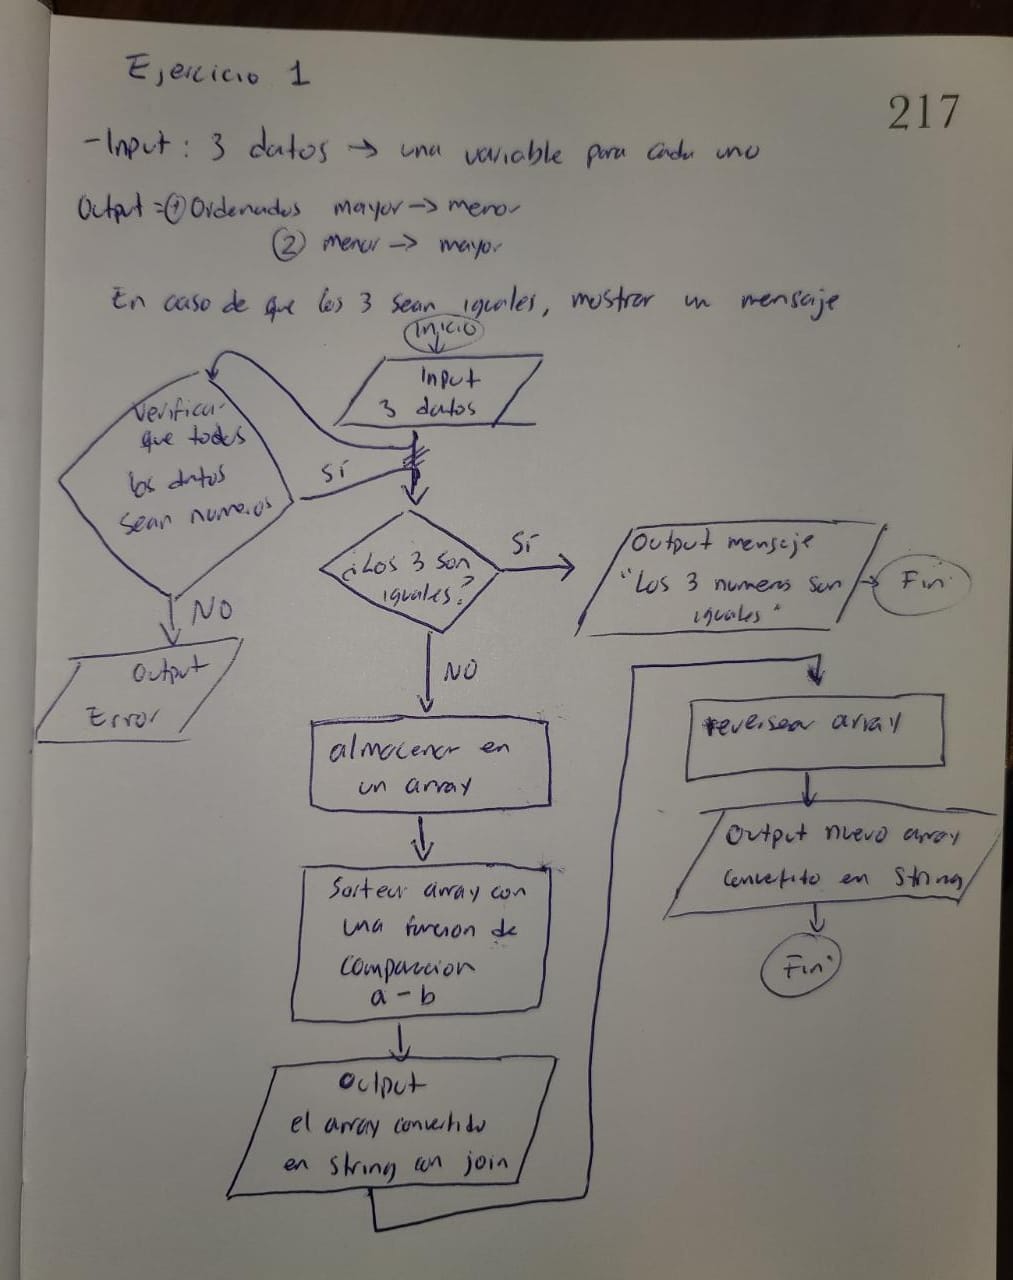 Ejercicio 1
217
-Input: 3 datos → una variable para cada uno
Output = ① Ordenados mayor → menor
② menor → mayor
En caso de que los 3 sean iguales, mostrar un mensaje
Inicio
Input
3 datos
Verificar
que todos
los datos
sean numeros
Sí
NO
Output
Error
¿Los 3 son
iguales?
Sí
Output mensaje
"Los 3 numeros son
iguales"
Fin
NO
almacenar en
un array
Sortear array con
una funcion de
comparacion
a - b
Output
el array convertido
en string con join
reversear array
Output nuevo array
convertito en string
Fin